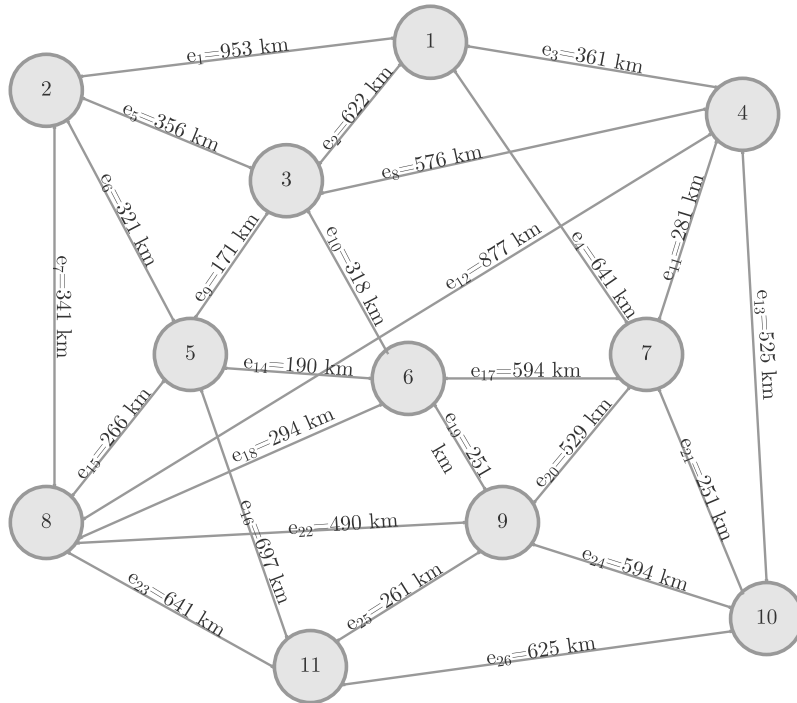 1
e₁=953 km
e₃=361 km
2
4
e₅=356 km
e₂=622 km
3
e₈=576 km
e₆=321 km
e₉=171 km
e₁₀=318 km
e₁₂=877 km
e₄=641 km
e₁₁=281 km
e₇=341 km
e₁₃=525 km
5
e₁₄=190 km
6
e₁₇=594 km
7
e₁₅=266 km
e₁₈=294 km
e₁₉=251
km
e₂₀=529 km
e₂₁=251 km
8
e₁₆=697 km
e₂₂=490 km
9
e₂₃=641 km
e₂₅=261 km
e₂₄=594 km
10
11
e₂₆=625 km